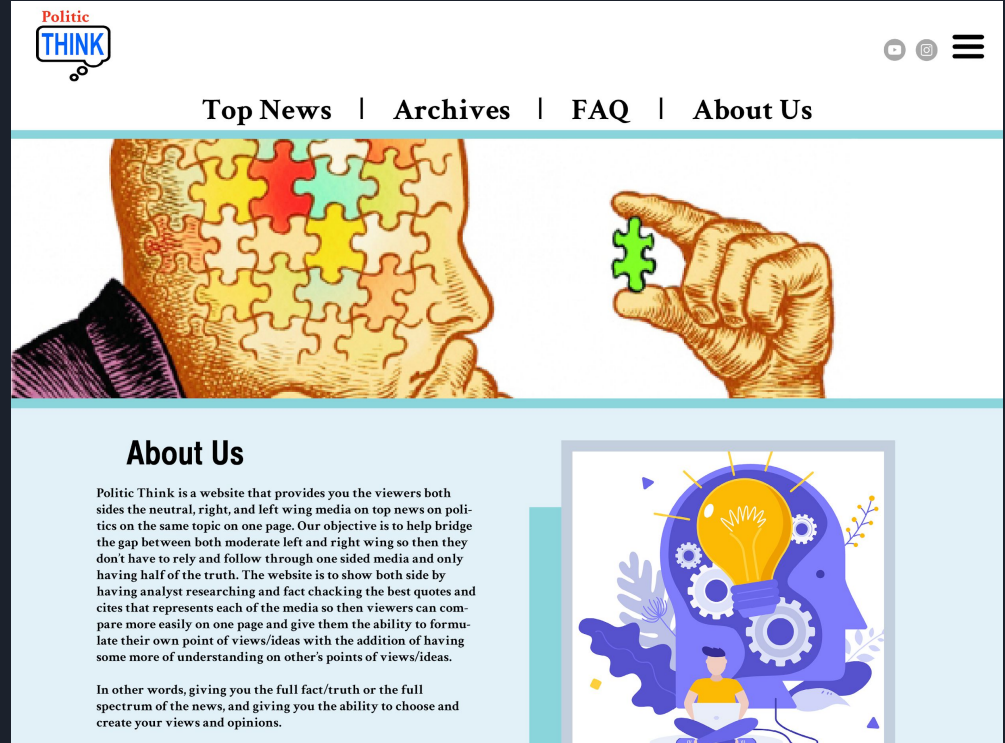 Politic
THINK
Top News | Archives | FAQ | About Us
About Us
Politic Think is a website that provides you the viewers both
sides the neutral, right, and left wing media on top news on poli-
tics on the same topic on one page. Our objective is to help bridge
the gap between both moderate left and right wing so then they
don't have to rely and follow through one sided media and only
having half of the truth. The website is to show both side by
having analyst researching and fact chacking the best quotes and
cites that represents each of the media so then viewers can com-
pare more easily on one page and give them the ability to formu-
late their own point of views/ideas with the addition of having
some more of understanding on other's points of views/ideas.
In other words, giving you the full fact/truth or the full
spectrum of the news, and giving you the ability to choose and
create your views and opinions.